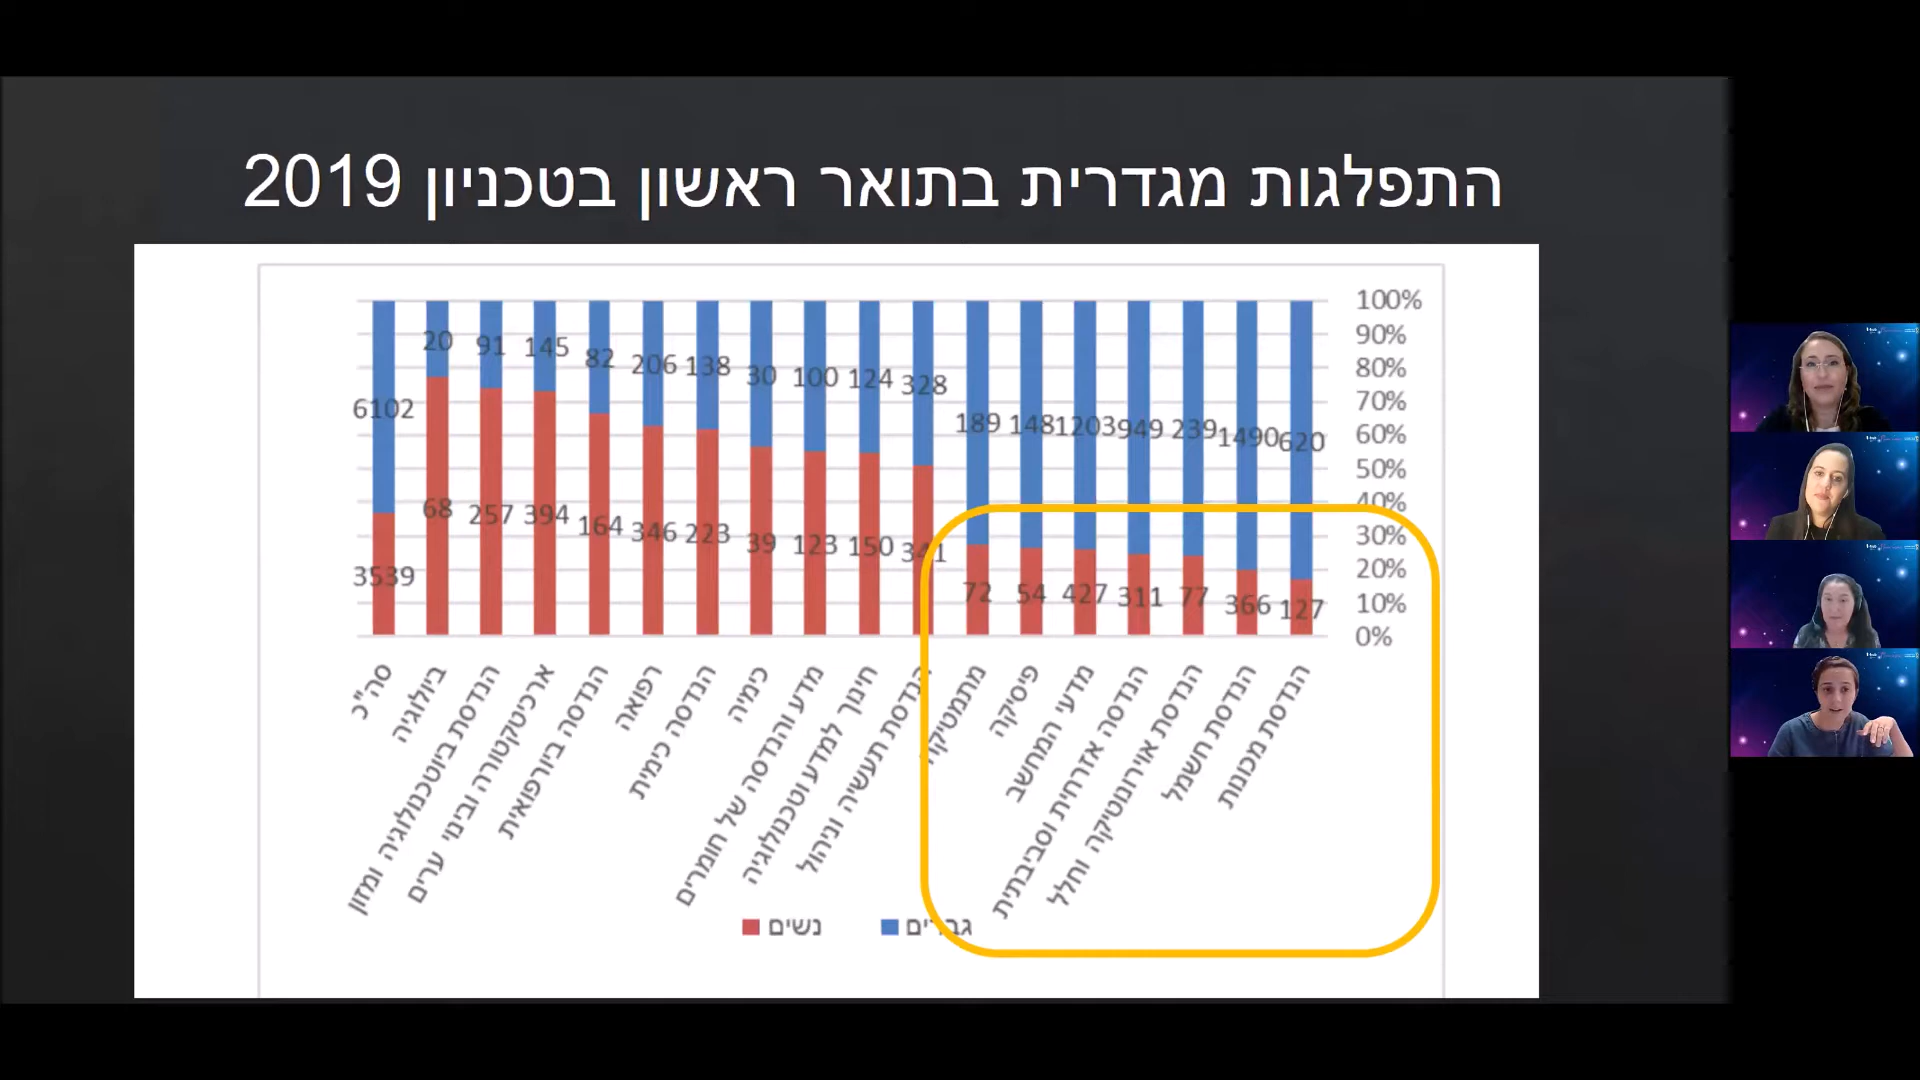 התפלגות מגדרית בתואר ראשון בטכניון 2019
100%
90%
80%
70%
60%
50%
40%
30%
20%
10%
0%
6102 20 91 145 82 206 138 30 100 124 328 189 148 1203 949 239 1490 620
3539 68 257 394 164 346 223 39 123 150 341 72 54 427 311 77 366 127
סה"כ
ביולוגיה
הנדסת ביוטכנולוגיה ומזון
ארכיטקטורה ובינוי ערים
הנדסה ביורפואית
רפואה
הנדסה כימית
כימיה
מדע והנדסה של חומרים
חינוך למדע וטכנולוגיה
הנדסת תעשיה וניהול
מתמטיקה
פיסיקה
מדעי המחשב
הנדסה אזרחית וסביבתית
הנדסת אוירונוטיקה וחלל
הנדסת חשמל
הנדסת מכונות
גברים
נשים